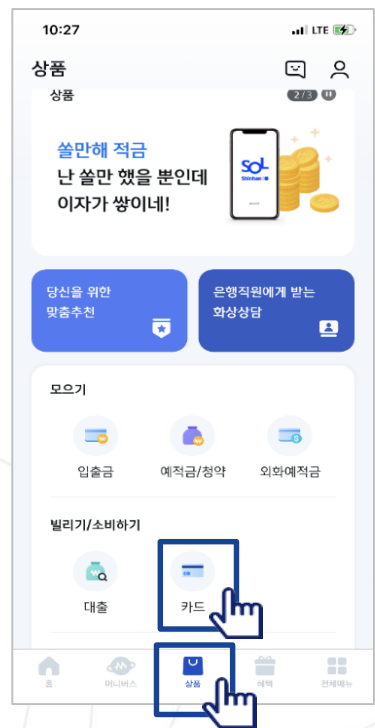 10:27
LTE
상품
상품
2/3
쏠만해 적금
난 쏠만 했을 뿐인데
이자가 쌓이네!
SOL
Shinhan
당신을 위한
맞춤추천
은행직원에게 받는
화상상담
모으기
입출금
예적금/청약
외화예적금
빌리기/소비하기
대출
카드
홈
머니버스
상품
혜택
전체메뉴